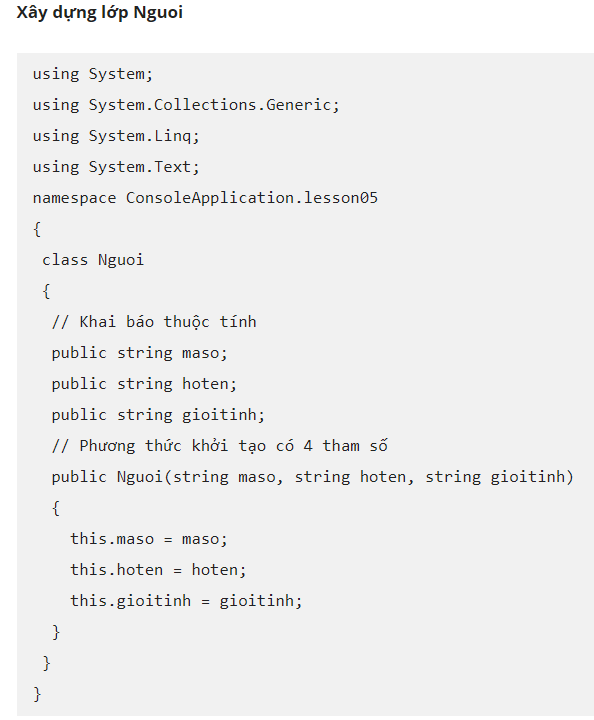 Xây dựng lớp Nguoi
using System;
using System.Collections.Generic;
using System.Linq;
using System.Text;
namespace ConsoleApplication.lesson05
{
 class Nguoi
 {
  // Khai báo thuộc tính
  public string maso;
  public string hoten;
  public string gioitinh;
  // Phương thức khởi tạo có 4 tham số
  public Nguoi(string maso, string hoten, string gioitinh)
  {
    this.maso = maso;
    this.hoten = hoten;
    this.gioitinh = gioitinh;
  }
 }
}